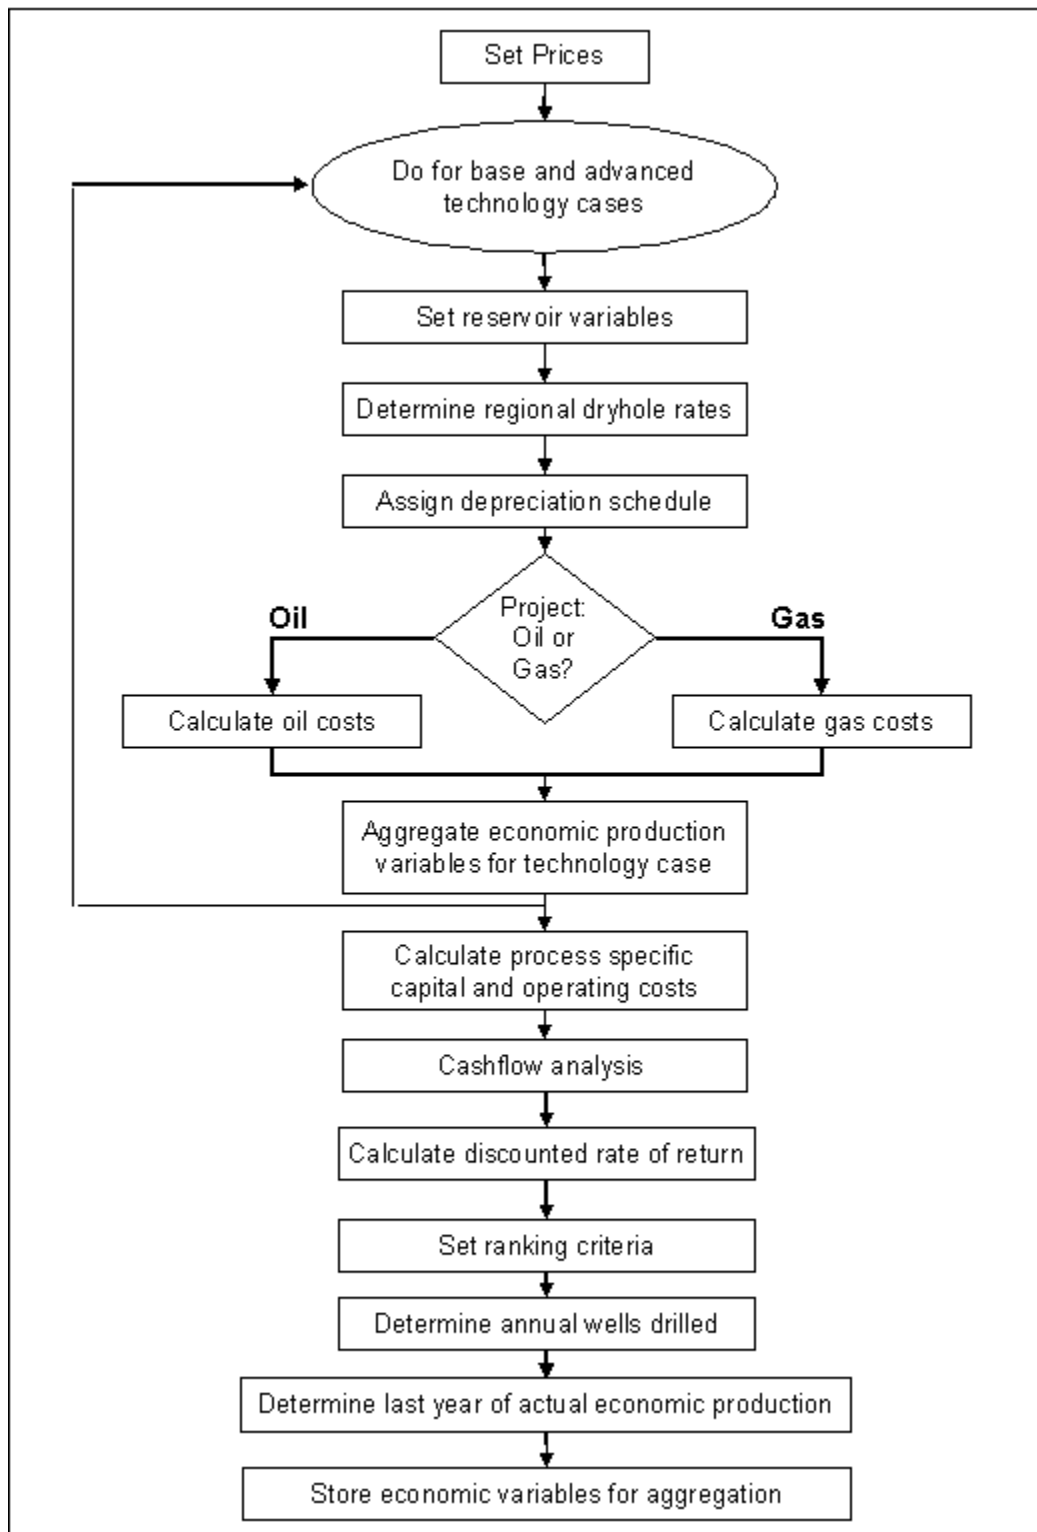 Set Prices
Do for base and advanced
technology cases
Set reservoir variables
Determine regional dryhole rates
Assign depreciation schedule
Project:
Oil or
Gas?
Oil
Gas
Calculate oil costs
Calculate gas costs
Aggregate economic production
variables for technology case
Calculate process specific
capital and operating costs
Cashflow analysis
Calculate discounted rate of return
Set ranking criteria
Determine annual wells drilled
Determine last year of actual economic production
Store economic variables for aggregation